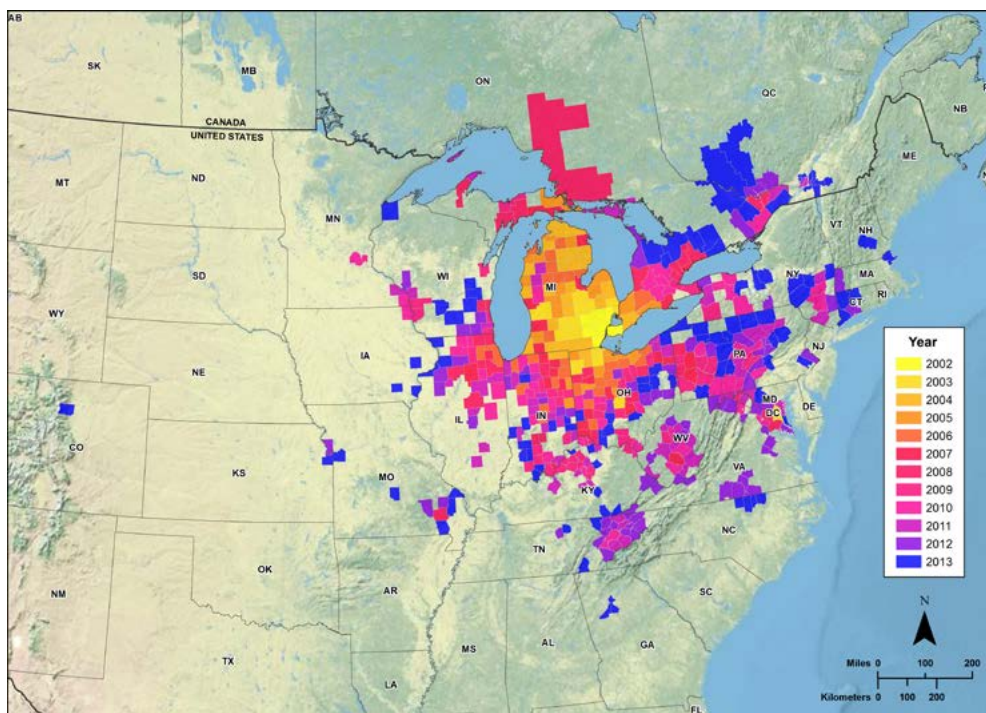 AB
SK
MB
ON
QC
NB
CANADA
UNITED STATES
ME
MT
ND
MN
VT
NH
SD
WI
MI
NY
MA
CT
RI
WY
IA
PA
NJ
NE
IL
IN
OH
MD
DC
DE
WV
VA
CO
KS
MO
KY
NC
TN
OK
AR
SC
NM
MS
AL
GA
TX
LA
FL
Year
2002
2003
2004
2005
2006
2007
2008
2009
2010
2011
2012
2013
N
Miles 0 100 200
Kilometers 0 100 200